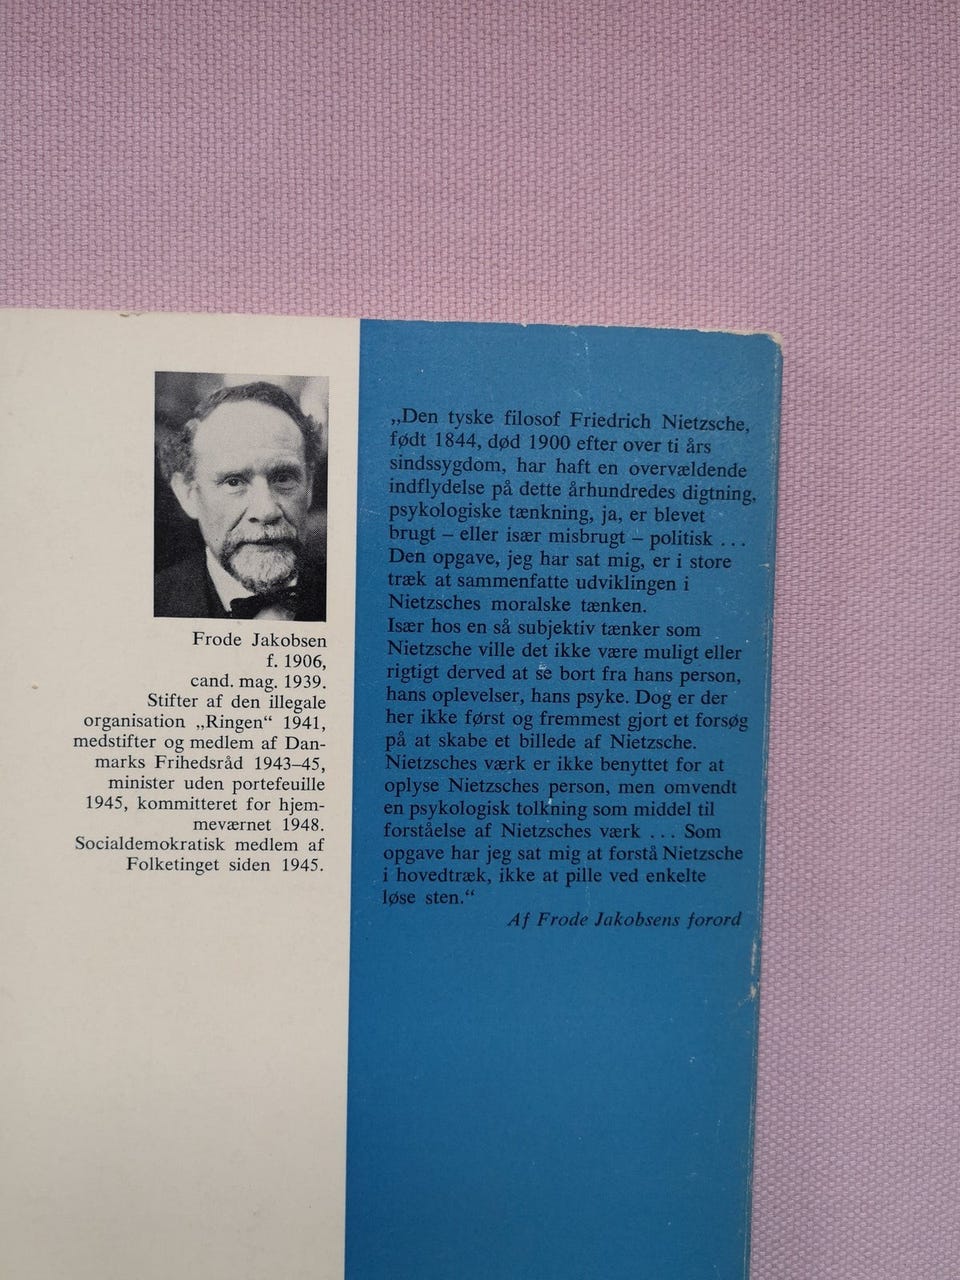 Frode Jakobsen
f. 1906,
cand. mag. 1939.
Stifter af den illegale
organisation „Ringen“ 1941,
medstifter og medlem af Dan-
marks Frihedsråd 1943–45,
minister uden portefeuille
1945, kommitteret for hjem-
meværnet 1948.
Socialdemokratisk medlem af
Folketinget siden 1945.
„Den tyske filosof Friedrich Nietzsche,
født 1844, død 1900 efter over ti års
sindssygdom, har haft en overvældende
indflydelse på dette århundredes digtning,
psykologiske tænkning, ja, er blevet
brugt – eller især misbrugt – politisk ...
Den opgave, jeg har sat mig, er i store
træk at sammenfatte udviklingen i
Nietzsches moralske tænken.
Især hos en så subjektiv tænker som
Nietzsche ville det ikke være muligt eller
rigtigt derved at se bort fra hans person,
hans oplevelser, hans psyke. Dog er der
her ikke først og fremmest gjort et forsøg
på at skabe et billede af Nietzsche.
Nietzsches værk er ikke benyttet for at
oplyse Nietzsches person, men omvendt
en psykologisk tolkning som middel til
forståelse af Nietzsches værk ... Som
opgave har jeg sat mig at forstå Nietzsche
i hovedtræk, ikke at pille ved enkelte
løse sten.“
Af Frode Jakobsens forord